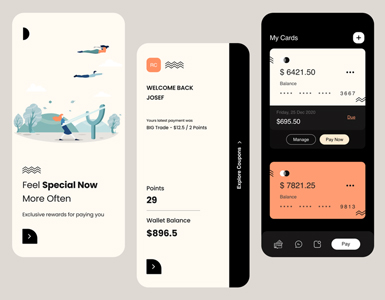 Feel Special Now
More Often
Exclusive rewards for paying you
RC
WELCOME BACK
JOSEF
Yours latest payment was
BIG Trade - $12.5 / 2 Points
Points
29
Wallet Balance
$896.5
Explore Coupons >
My Cards
+
$ 6421.50
Balance
3667
Friday, 25 Dec 2020
$695.50
Due
Manage
Pay Now
$ 7821.25
Balance
9813
Pay